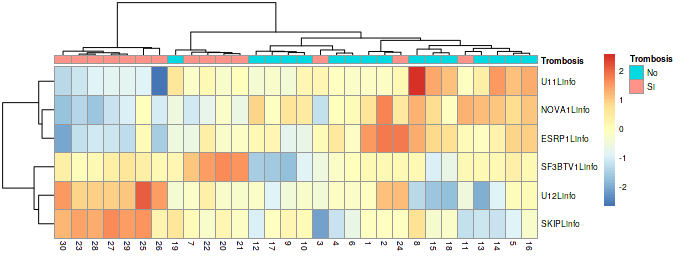 Trombosis
U11Linfo
NOVA1Linfo
ESRP1Linfo
SF3BTV1Linfo
U12Linfo
SKIPLinfo
30 23 28 27 29 25 26 19 7 22 20 21 12 17 9 10 3 4 6 1 2 24 8 15 18 11 13 14 5 16
2
1
0
-1
-2
Trombosis
No
SI